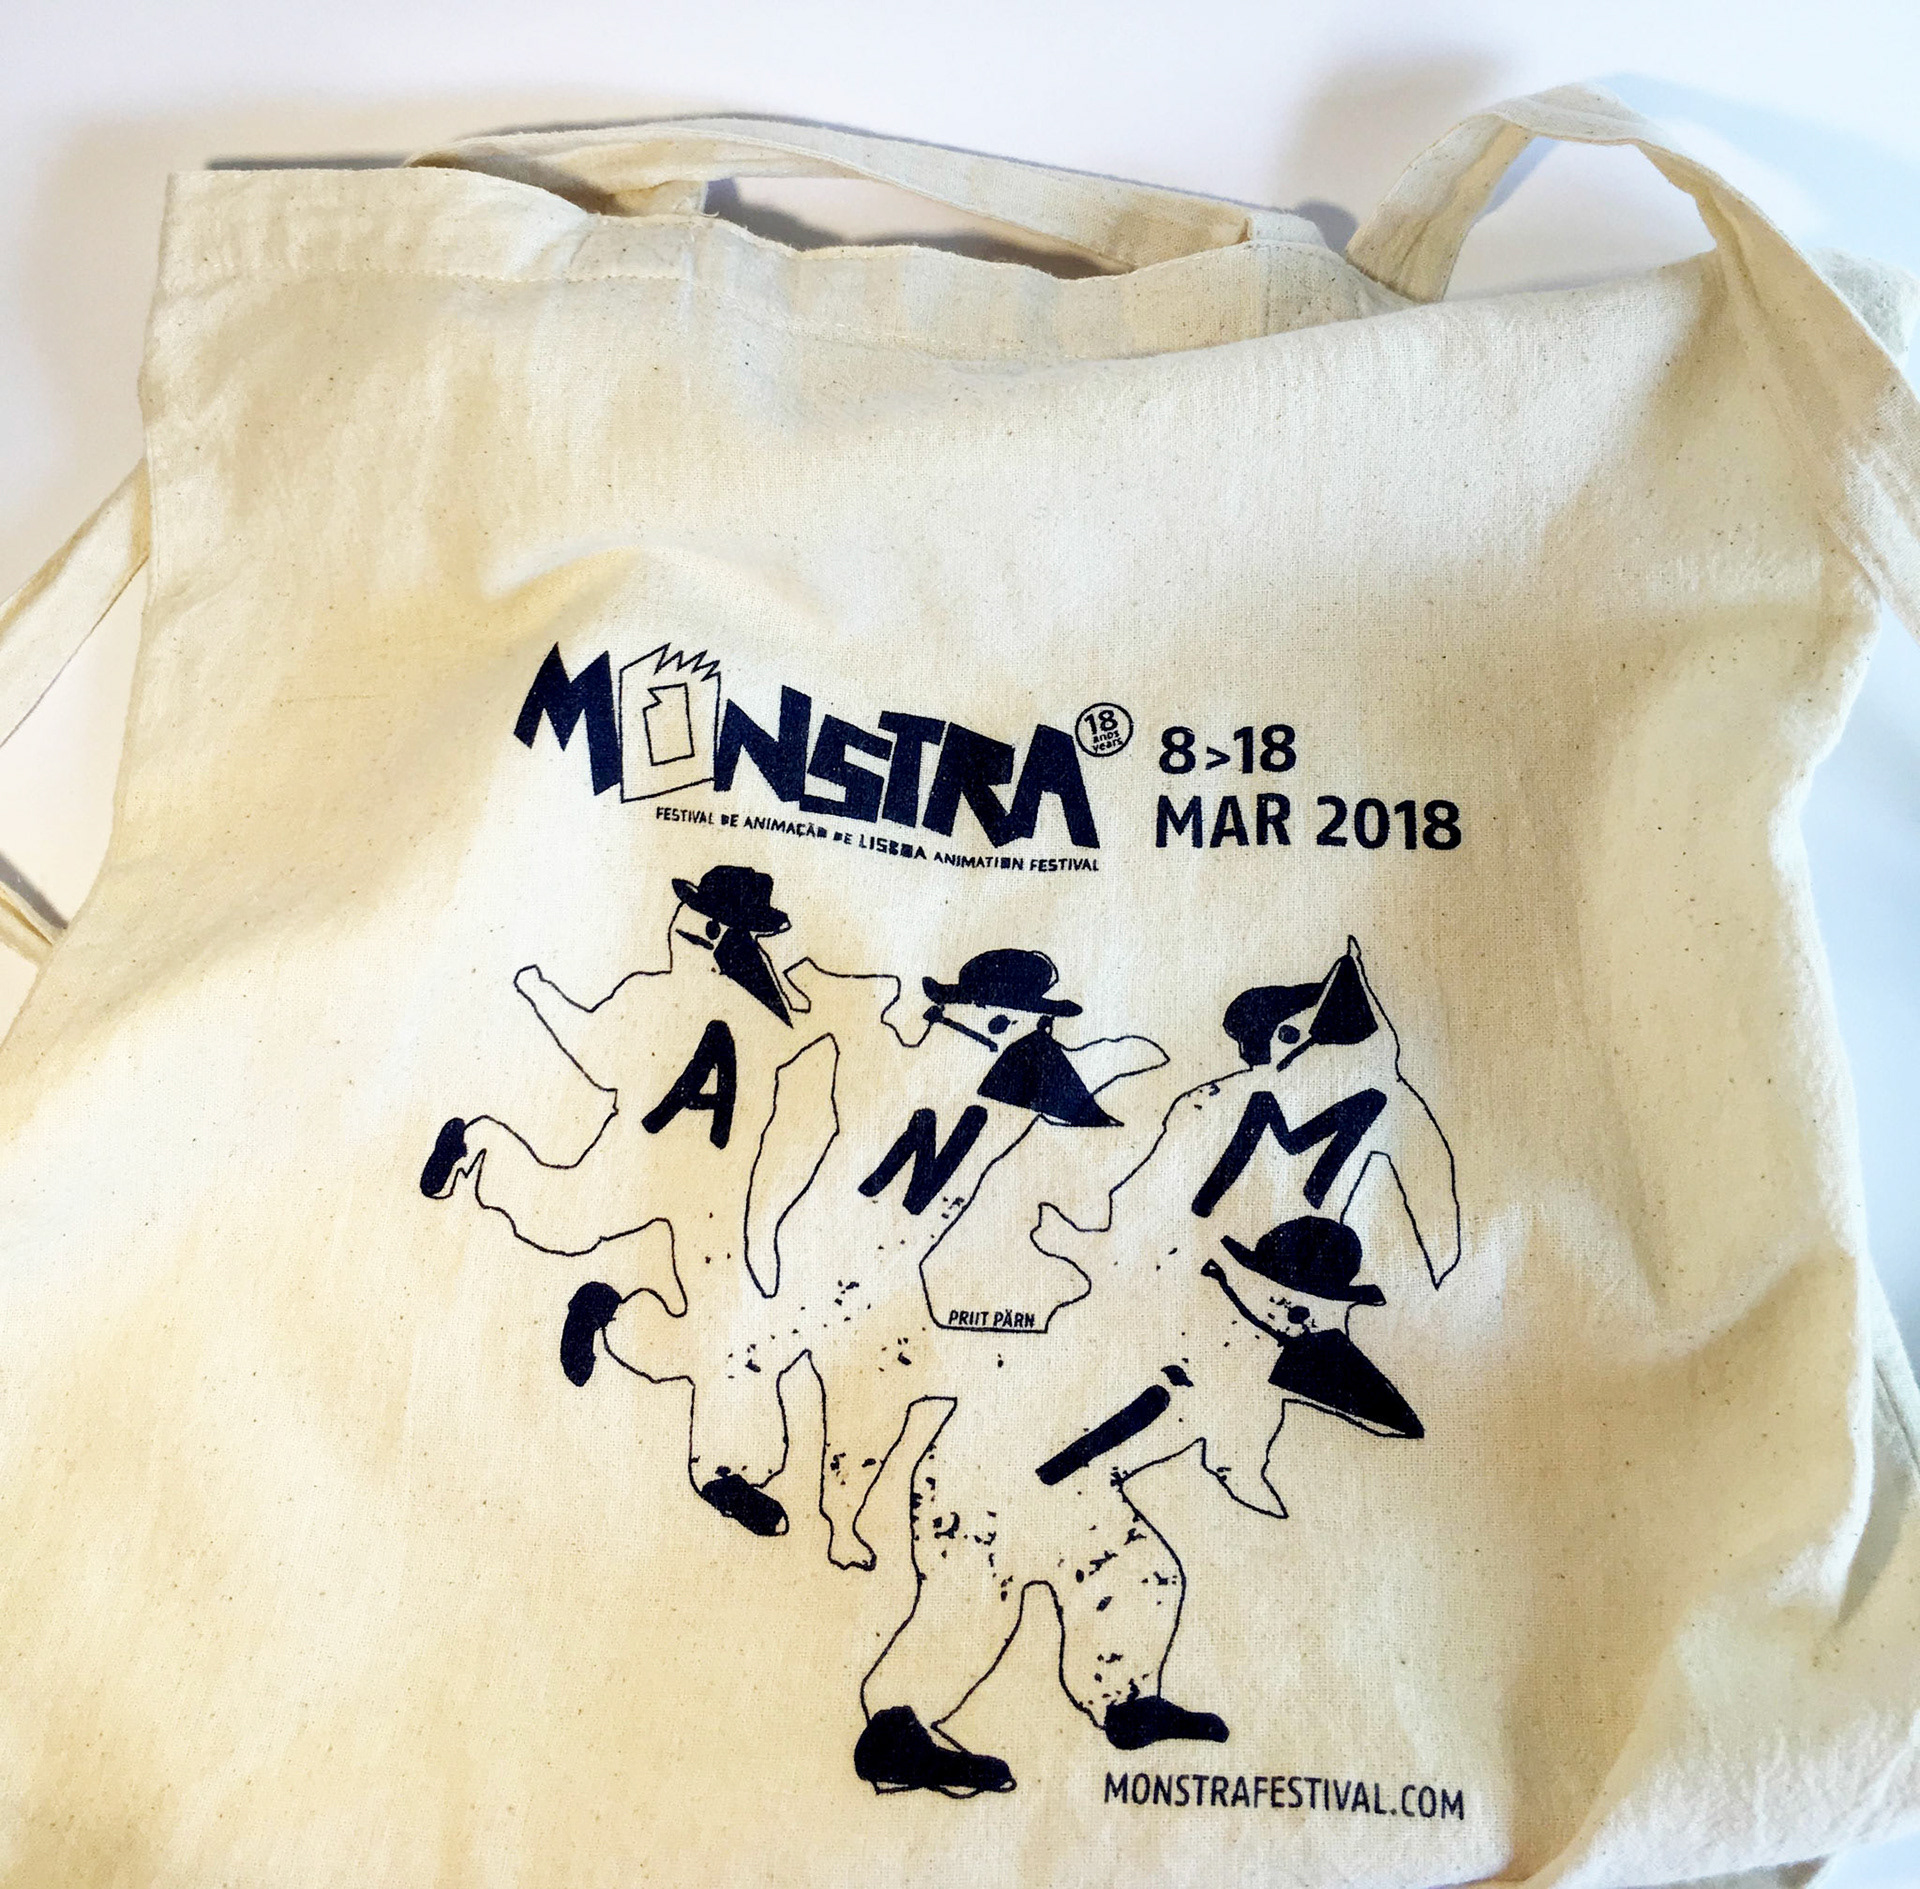 MONSTRA
18
anos
years
8>18
MAR 2018
FESTIVAL DE ANIMAÇÃO DE LISBOA ANIMATION FESTIVAL
A
N
M
I
PRIIT PÄRN
MONSTRAFESTIVAL.COM